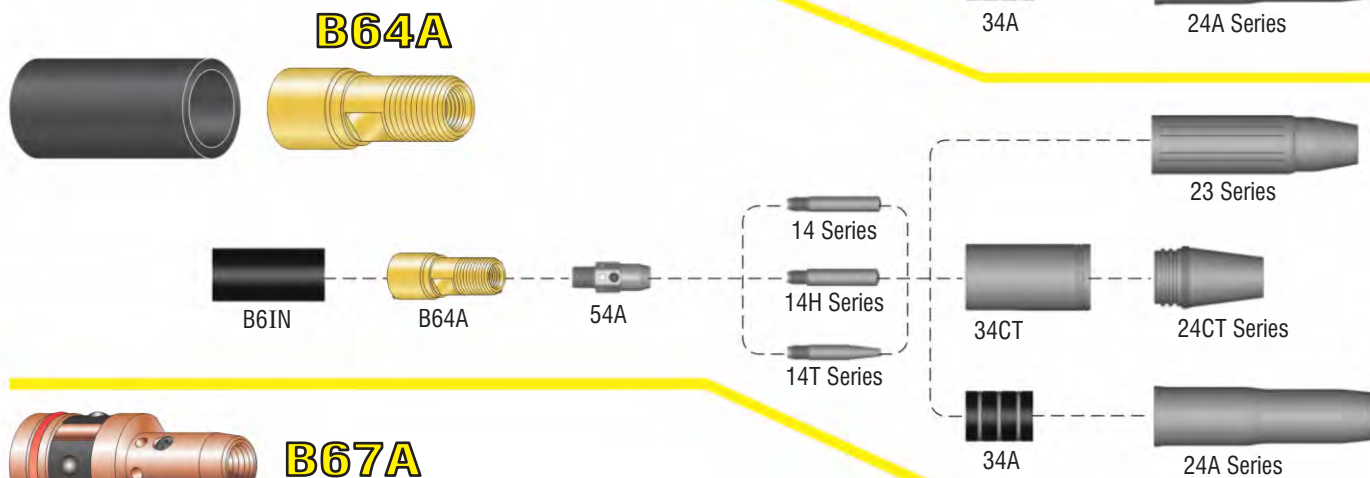 B64A
34A
24A Series
23 Series
14 Series
14H Series
14T Series
B6IN
B64A
54A
34CT
24CT Series
34A
24A Series
B67A